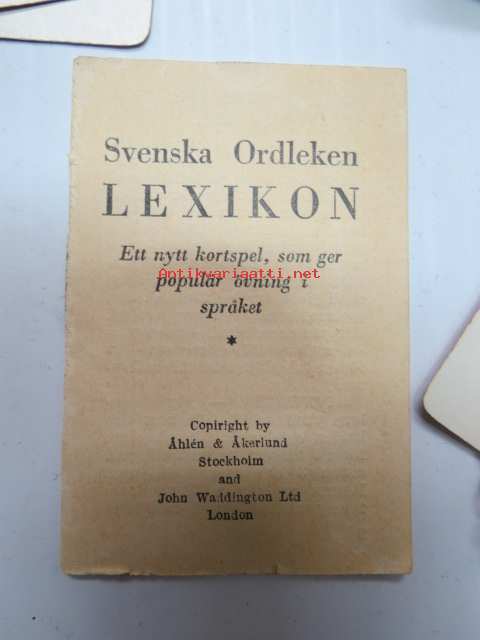 Svenska Ordleken
LEXIKON
Ett nytt kortspel, som ger
Antikvariaatti.net
populär övning i
språket
*
Copiright by
Åhlén & Åkerlund
Stockholm
and
John Waddington Ltd
London